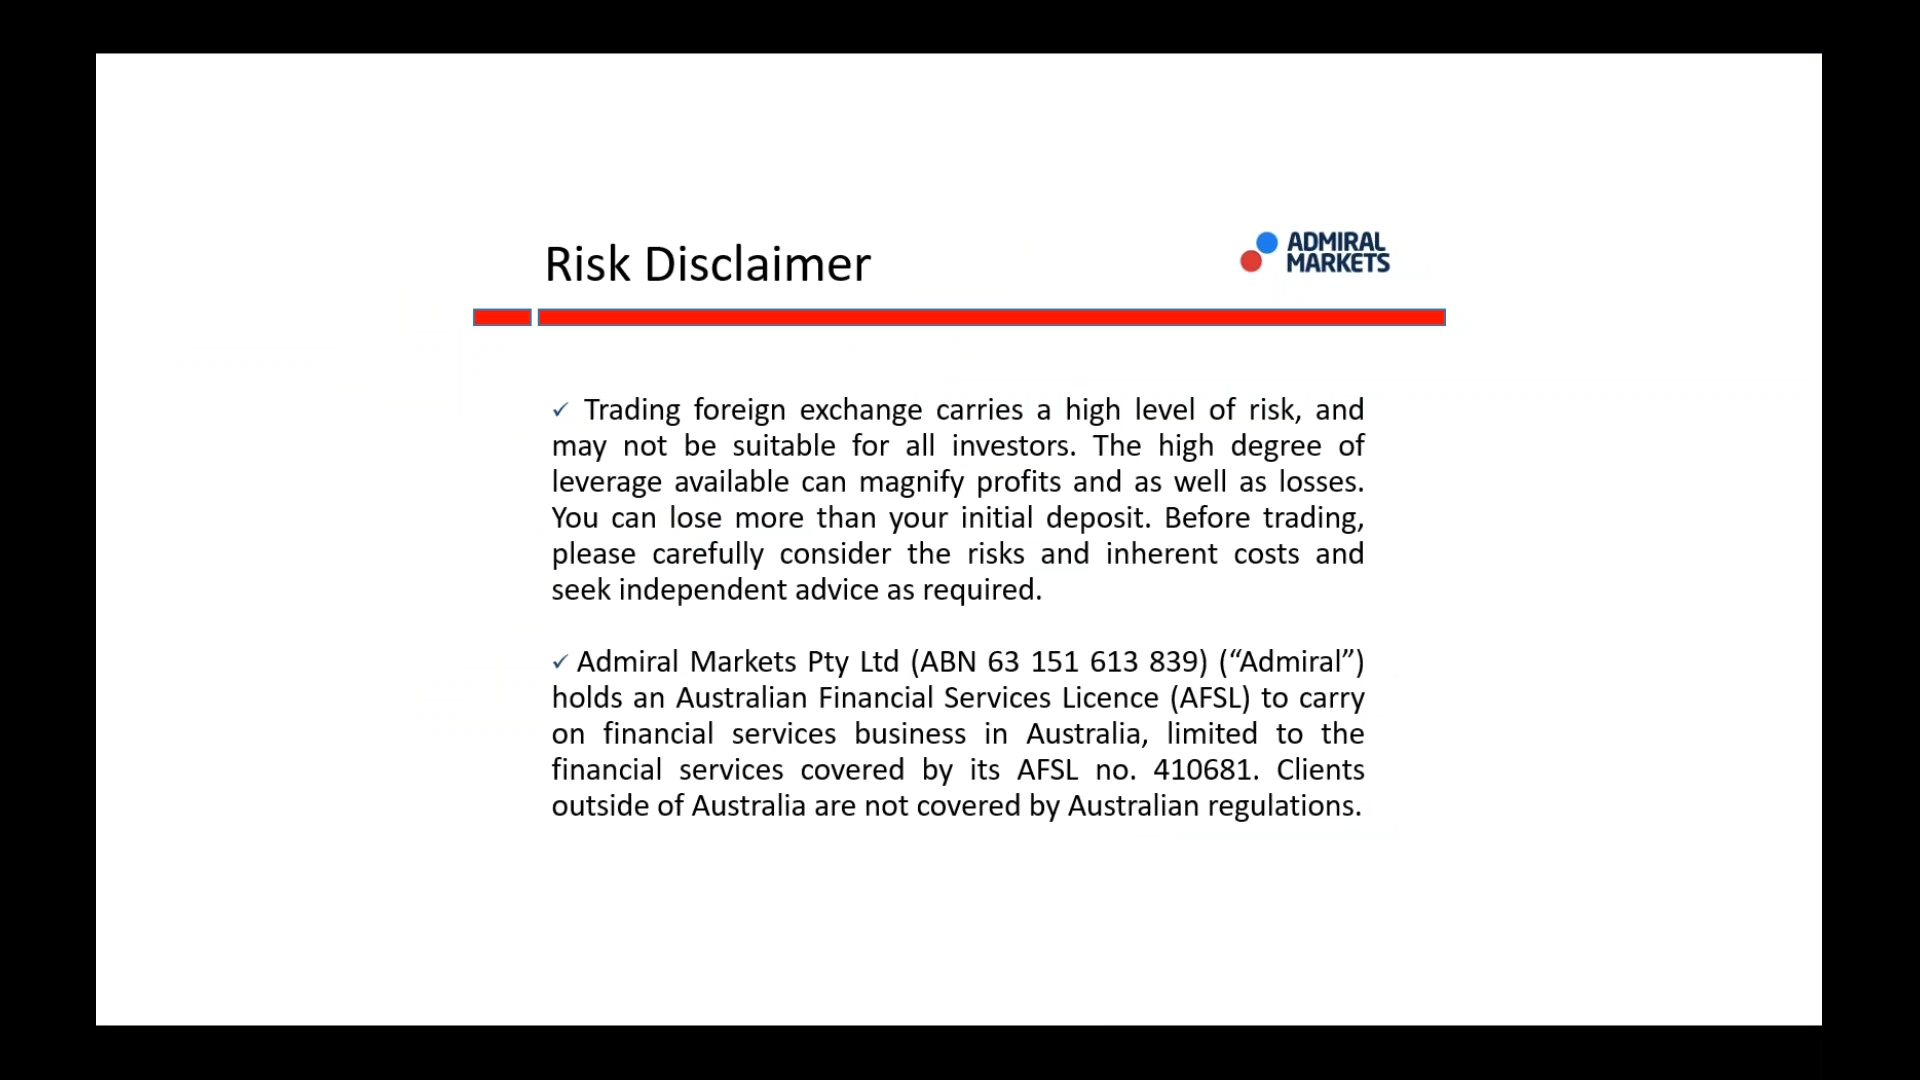 Risk Disclaimer
ADMIRAL
MARKETS
✓ Trading foreign exchange carries a high level of risk, and
may not be suitable for all investors. The high degree of
leverage available can magnify profits and as well as losses.
You can lose more than your initial deposit. Before trading,
please carefully consider the risks and inherent costs and
seek independent advice as required.
✓ Admiral Markets Pty Ltd (ABN 63 151 613 839) (“Admiral”)
holds an Australian Financial Services Licence (AFSL) to carry
on financial services business in Australia, limited to the
financial services covered by its AFSL no. 410681. Clients
outside of Australia are not covered by Australian regulations.